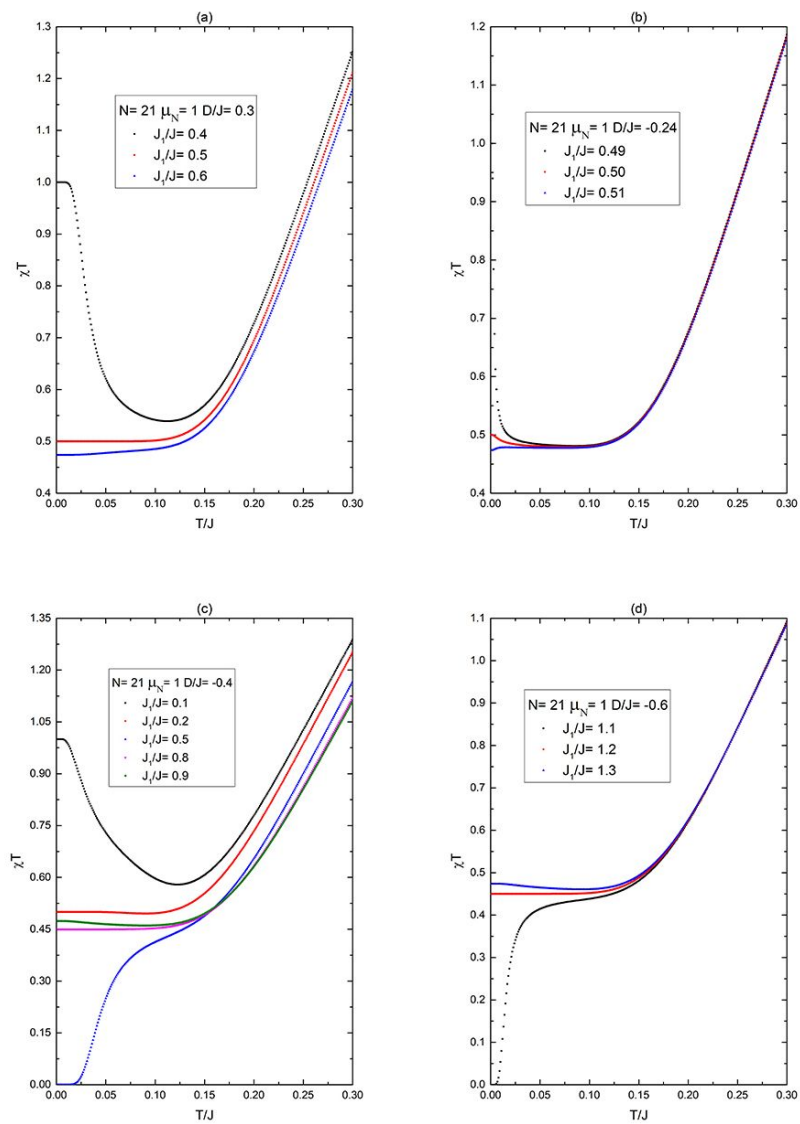 (a)
1.3
1.2
1.1
1.0
0.9
0.8
0.7
0.6
0.5
0.4
χT
N= 21 μN= 1 D/J= 0.3
J1/J= 0.4
J1/J= 0.5
J1/J= 0.6
0.00 0.05 0.10 0.15 0.20 0.25 0.30
T/J
(b)
1.2
1.1
1.0
0.9
0.8
0.7
0.6
0.5
0.4
χT
N= 21 μN= 1 D/J= -0.24
J1/J= 0.49
J1/J= 0.50
J1/J= 0.51
0.00 0.05 0.10 0.15 0.20 0.25 0.30
T/J
(c)
1.35
1.20
1.05
0.90
0.75
0.60
0.45
0.30
0.15
0.00
χT
N= 21 μN= 1 D/J= -0.4
J1/J= 0.1
J1/J= 0.2
J1/J= 0.5
J1/J= 0.8
J1/J= 0.9
0.00 0.05 0.10 0.15 0.20 0.25 0.30
T/J
(d)
1.1
1.0
0.9
0.8
0.7
0.6
0.5
0.4
0.3
0.2
0.1
0.0
χT
N= 21 μN= 1 D/J= -0.6
J1/J= 1.1
J1/J= 1.2
J1/J= 1.3
0.00 0.05 0.10 0.15 0.20 0.25 0.30
T/J